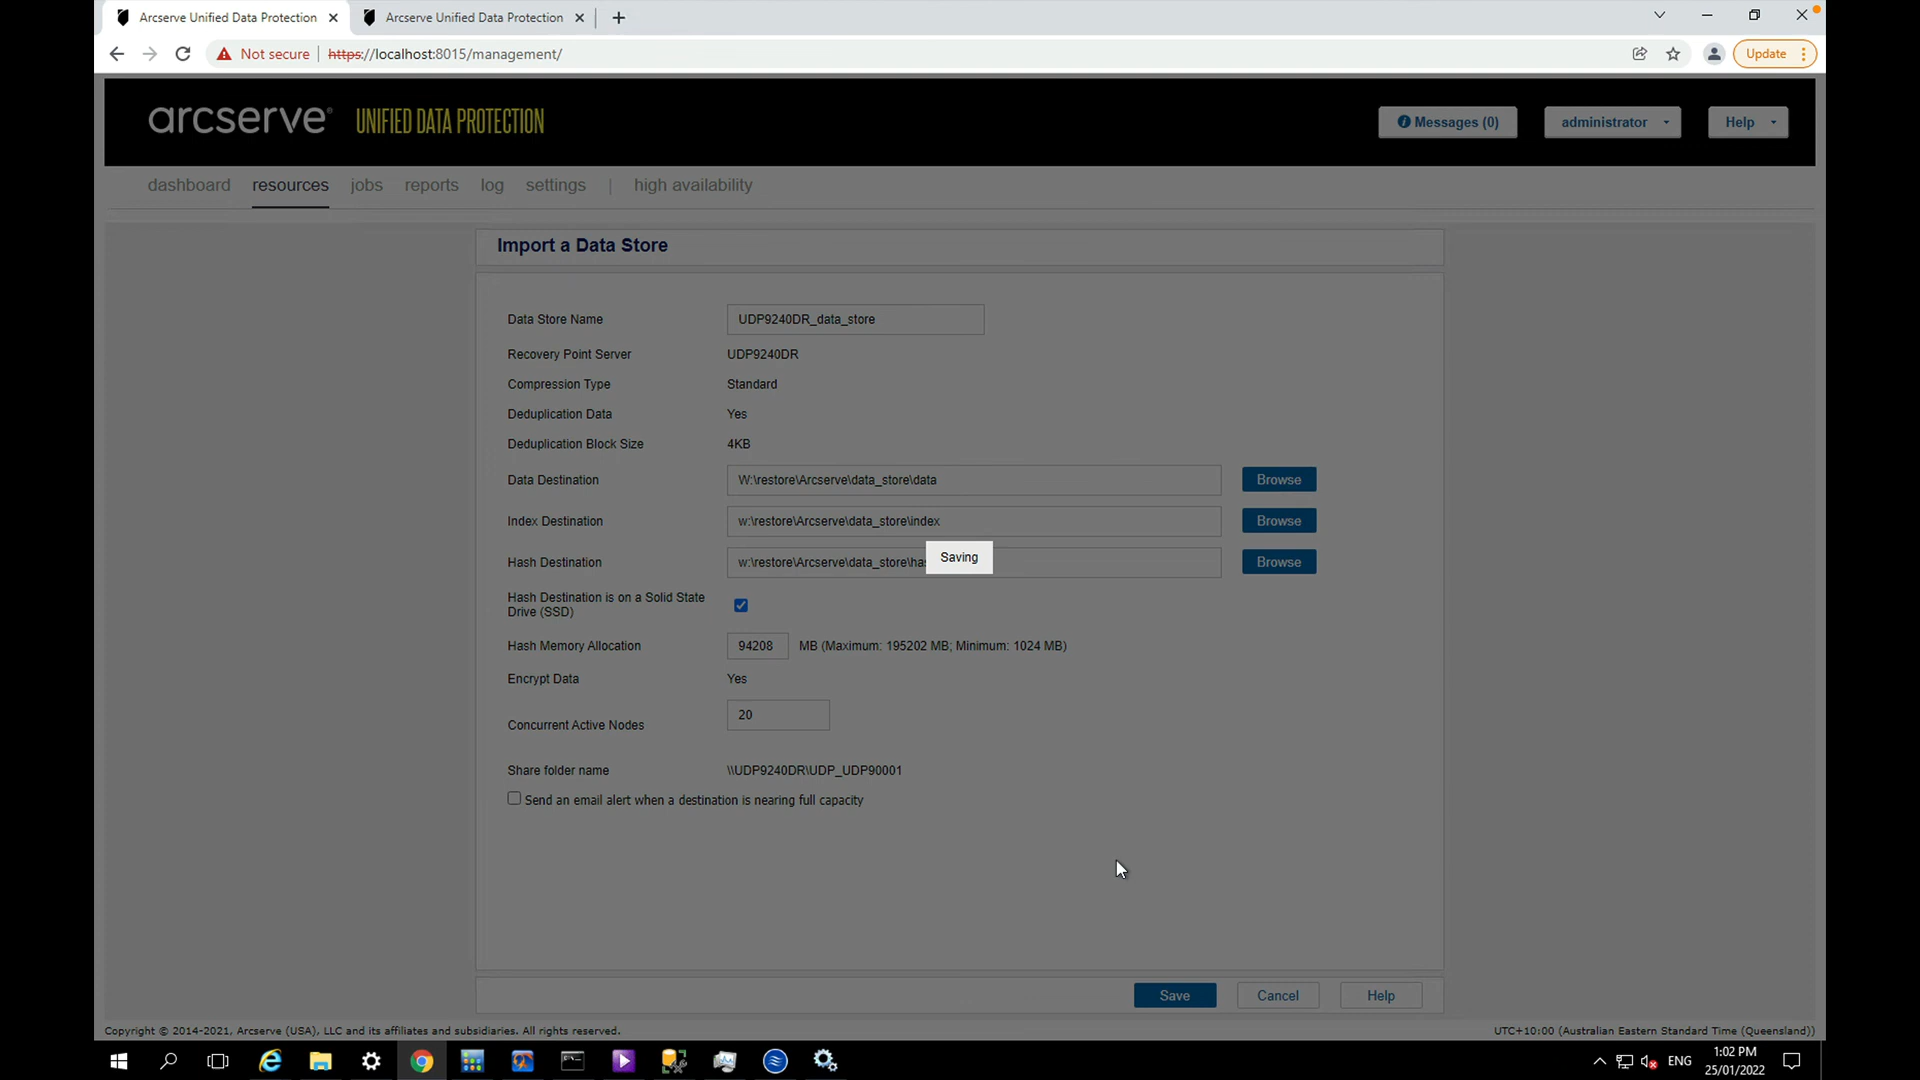 Arcserve Unified Data Protection
Arcserve Unified Data Protection
Not secure
https://localhost:8015/management/
Update
arcserve® UNIFIED DATA PROTECTION
Messages (0)
administrator
Help
dashboard resources jobs reports log settings | high availability
Import a Data Store
Data Store Name UDP9240DR_data_store
Recovery Point Server UDP9240DR
Compression Type Standard
Deduplication Data Yes
Deduplication Block Size 4KB
Data Destination W:\restore\Arcserve\data_store\data Browse
Index Destination w:\restore\Arcserve\data_store\index Browse
Saving
Hash Destination w:\restore\Arcserve\data_store\ha Browse
Hash Destination is on a Solid State
Drive (SSD)
Hash Memory Allocation 94208 MB (Maximum: 195202 MB; Minimum: 1024 MB)
Encrypt Data Yes
Concurrent Active Nodes 20
Share folder name \\UDP9240DR\UDP_UDP90001
Send an email alert when a destination is nearing full capacity
Save Cancel Help
Copyright © 2014-2021, Arcserve (USA), LLC and its affiliates and subsidiaries. All rights reserved.
UTC+10:00 (Australian Eastern Standard Time (Queensland))
ENG
1:02 PM
25/01/2022